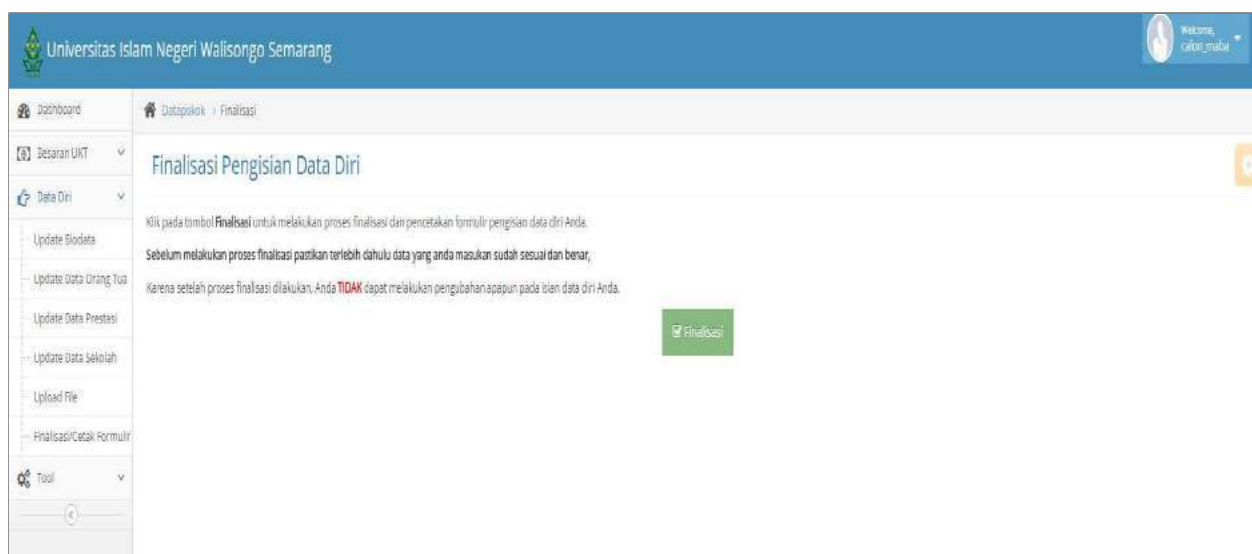 Universitas Islam Negeri Walisongo Semarang
Welcome,
calon_maba
Dashboard
Datapokok > Finalisasi
Besaran UKT
Finalisasi Pengisian Data Diri
Data Diri
Klik pada tombol Finalisasi untuk melakukan proses finalisasi dan pencetakan formulir pengisian data diri Anda.
Update Biodata
Sebelum melakukan proses finalisasi pastikan terlebih dahulu data yang anda masukan sudah sesuai dan benar,
Update Data Orang Tua
Karena setelah proses finalisasi dilakukan, Anda TIDAK dapat melakukan pengubahan apapun pada isian data diri Anda.
Update Data Prestasi
Finalisasi
Update Data Sekolah
Upload File
Finalisasi/Cetak Formulir
Tool